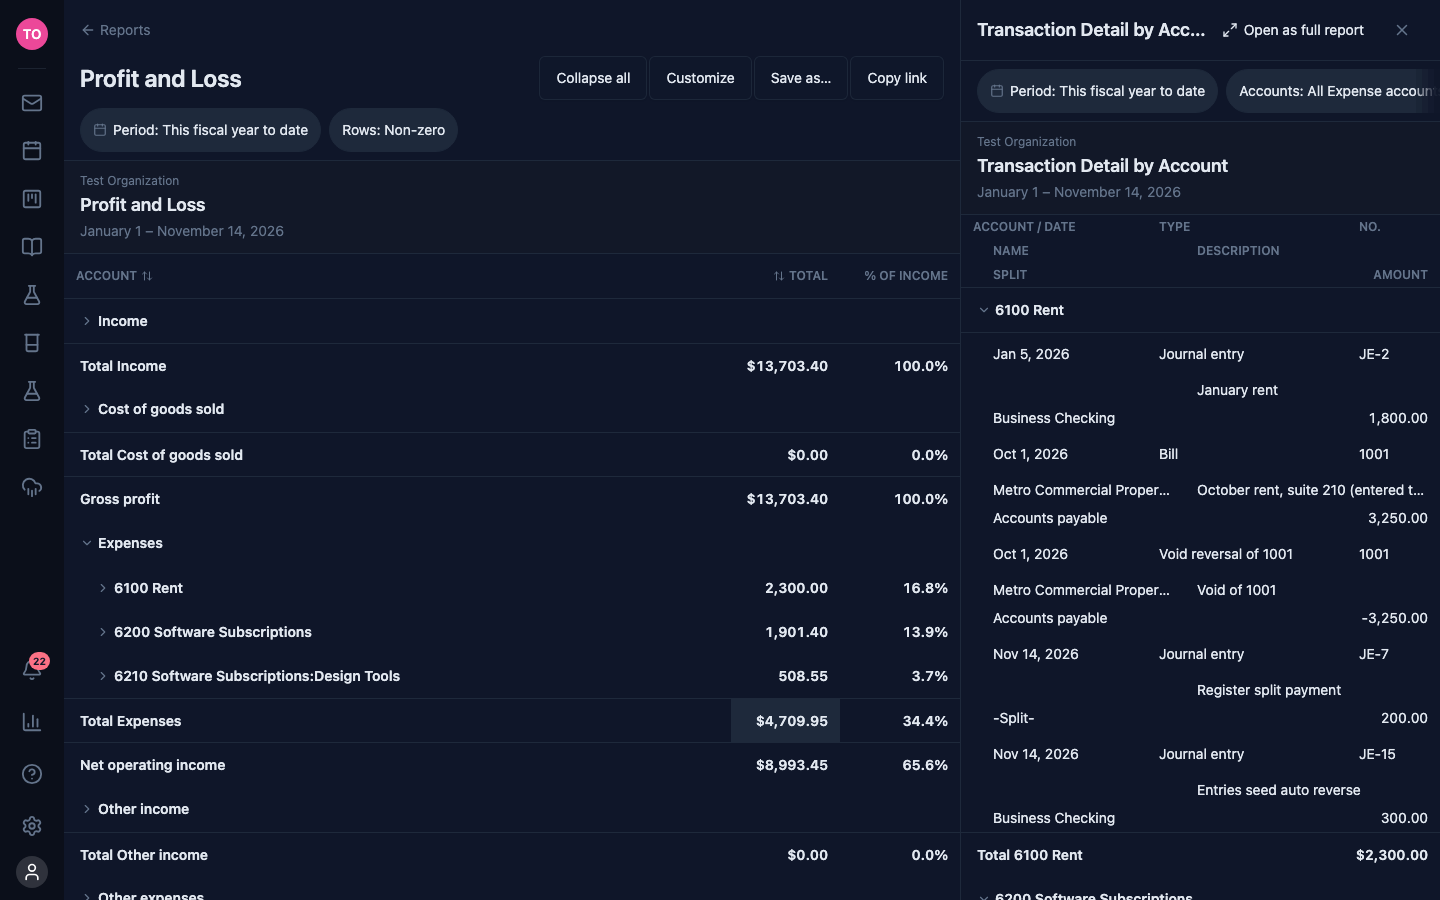 TO
22
Reports
Profit and Loss
Collapse all
Customize
Save as...
Copy link
Period: This fiscal year to date
Rows: Non-zero
Test Organization
Profit and Loss
January 1 – November 14, 2026
ACCOUNT TOTAL % OF INCOME
Income
Total Income $13,703.40 100.0%
Cost of goods sold
Total Cost of goods sold $0.00 0.0%
Gross profit $13,703.40 100.0%
Expenses
6100 Rent 2,300.00 16.8%
6200 Software Subscriptions 1,901.40 13.9%
6210 Software Subscriptions:Design Tools 508.55 3.7%
Total Expenses $4,709.95 34.4%
Net operating income $8,993.45 65.6%
Other income
Total Other income $0.00 0.0%
Other expenses
Transaction Detail by Acc...
Open as full report
Period: This fiscal year to date
Accounts: All Expense accoun
Test Organization
Transaction Detail by Account
January 1 – November 14, 2026
ACCOUNT / DATE TYPE NO.
NAME DESCRIPTION
SPLIT AMOUNT
6100 Rent
Jan 5, 2026 Journal entry JE-2
January rent
Business Checking 1,800.00
Oct 1, 2026 Bill 1001
Metro Commercial Proper... October rent, suite 210 (entered t...
Accounts payable 3,250.00
Oct 1, 2026 Void reversal of 1001 1001
Metro Commercial Proper... Void of 1001
Accounts payable -3,250.00
Nov 14, 2026 Journal entry JE-7
Register split payment
-Split- 200.00
Nov 14, 2026 Journal entry JE-15
Entries seed auto reverse
Business Checking 300.00
Total 6100 Rent $2,300.00
6200 Software Subscriptions